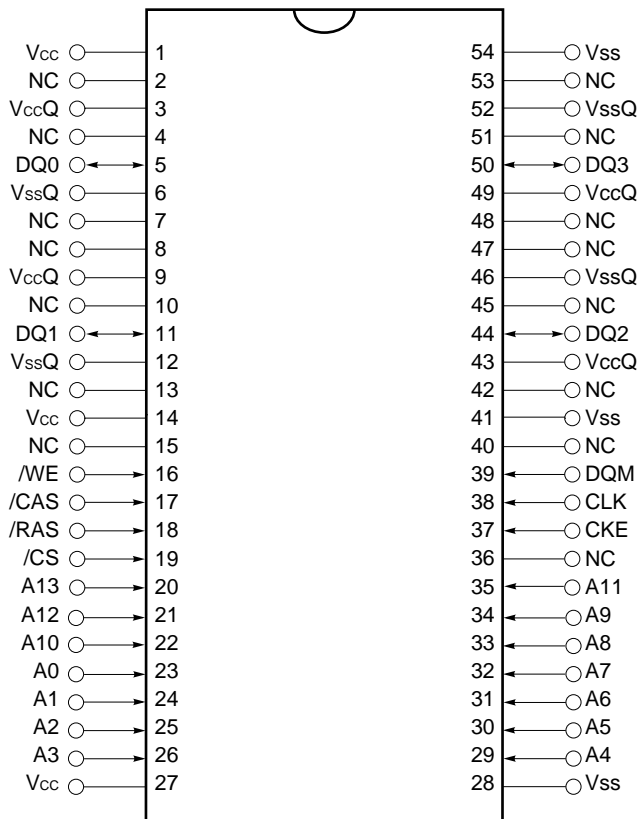 Vcc 1 54 Vss
NC 2 53 NC
VccQ 3 52 VssQ
NC 4 51 NC
DQ0 5 50 DQ3
VssQ 6 49 VccQ
NC 7 48 NC
NC 8 47 NC
VccQ 9 46 VssQ
NC 10 45 NC
DQ1 11 44 DQ2
VssQ 12 43 VccQ
NC 13 42 NC
Vcc 14 41 Vss
NC 15 40 NC
/WE 16 39 DQM
/CAS 17 38 CLK
/RAS 18 37 CKE
/CS 19 36 NC
A13 20 35 A11
A12 21 34 A9
A10 22 33 A8
A0 23 32 A7
A1 24 31 A6
A2 25 30 A5
A3 26 29 A4
Vcc 27 28 Vss